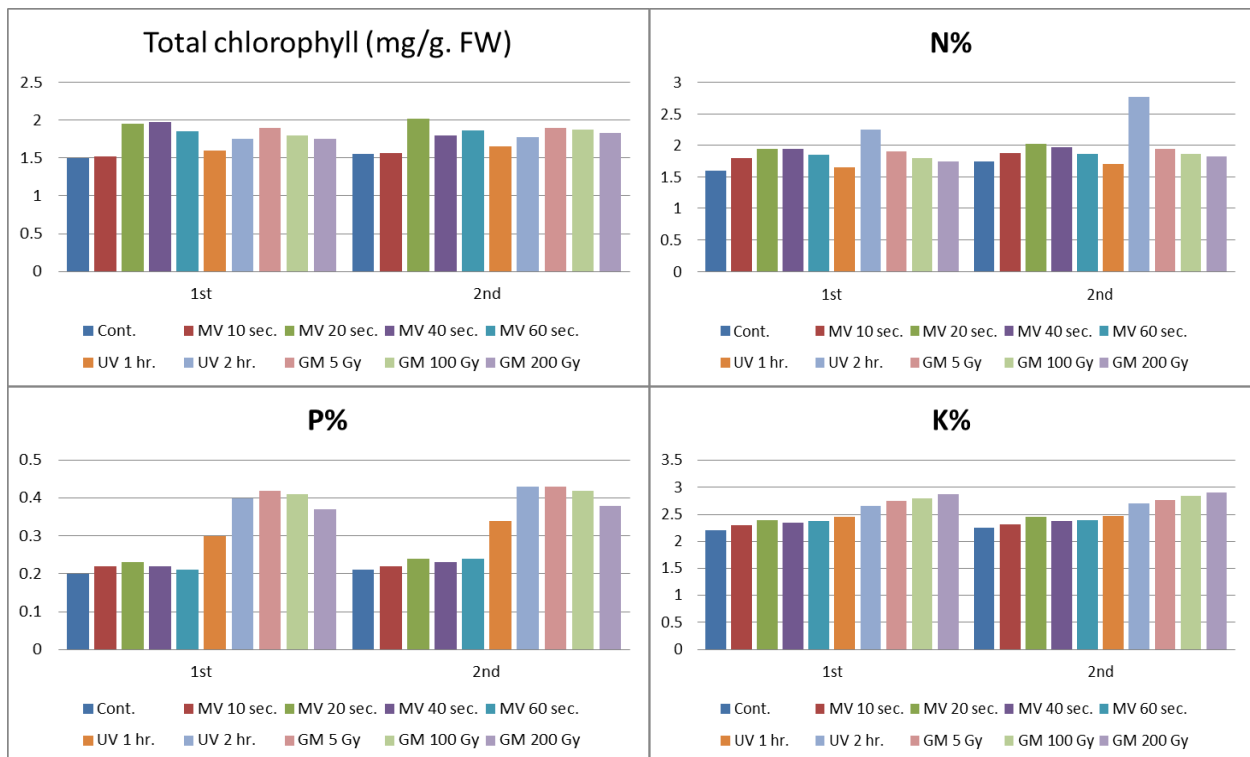 Total chlorophyll (mg/g. FW)
2.5
2
1.5
1
0.5
0
1st 2nd
Cont. MV 10 sec. MV 20 sec. MV 40 sec. MV 60 sec.
UV 1 hr. UV 2 hr. GM 5 Gy GM 100 Gy GM 200 Gy
N%
3
2.5
2
1.5
1
0.5
0
1st 2nd
Cont. MV 10 sec. MV 20 sec. MV 40 sec. MV 60 sec.
UV 1 hr. UV 2 hr. GM 5 Gy GM 100 Gy GM 200 Gy
P%
0.5
0.4
0.3
0.2
0.1
0
1st 2nd
Cont. MV 10 sec. MV 20 sec. MV 40 sec. MV 60 sec.
UV 1 hr. UV 2 hr. GM 5 Gy GM 100 Gy GM 200 Gy
K%
3.5
3
2.5
2
1.5
1
0.5
0
1st 2nd
Cont. MV 10 sec. MV 20 sec. MV 40 sec. MV 60 sec.
UV 1 hr. UV 2 hr. GM 5 Gy GM 100 Gy GM 200 Gy